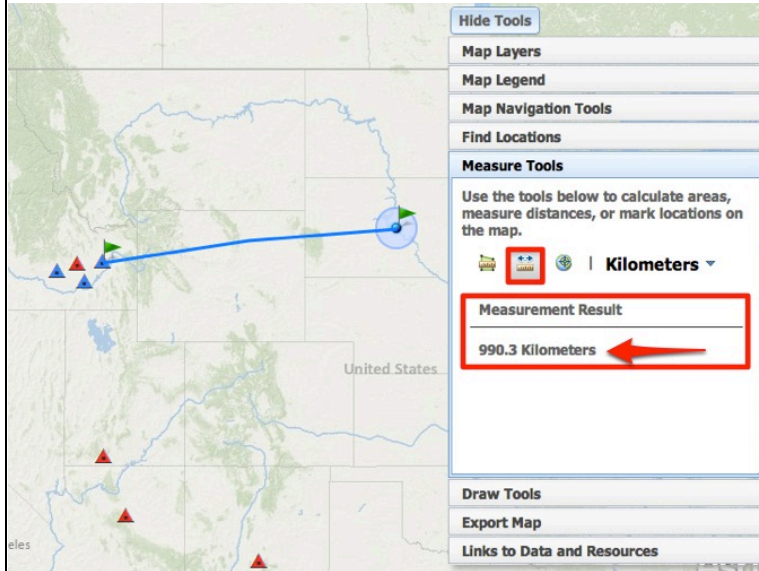 Hide Tools
Map Layers
Map Legend
Map Navigation Tools
Find Locations
Measure Tools
Use the tools below to calculate areas,
measure distances, or mark locations on
the map.
| Kilometers
Measurement Result
990.3 Kilometers
United States
Draw Tools
Export Map
eles
Links to Data and Resources